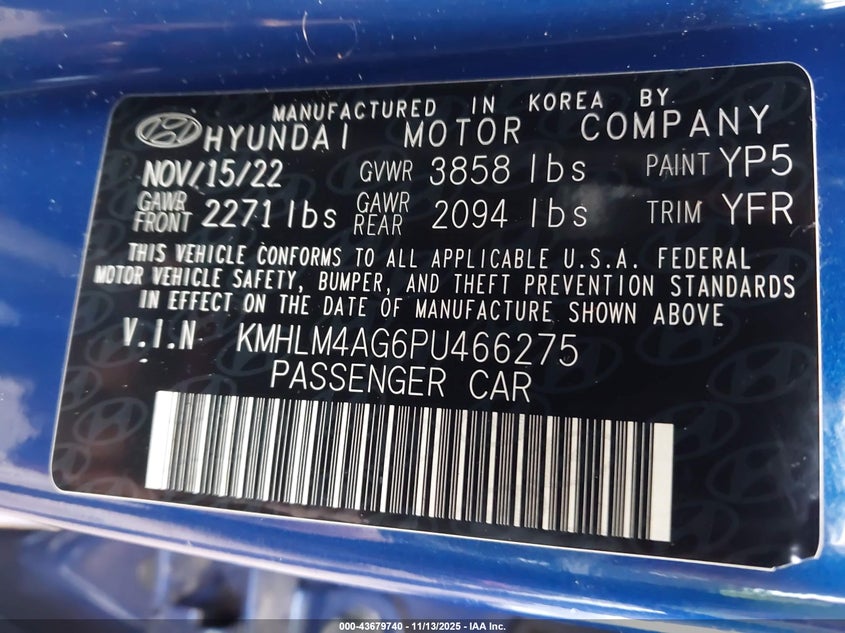 MANUFACTURED IN KOREA BY
HYUNDAI MOTOR COMPANY
NOV/15/22 GVWR 3858 lbs PAINT YP5
GAWR FRONT 2271 lbs GAWR REAR 2094 lbs TRIM YFR
THIS VEHICLE CONFORMS TO ALL APPLICABLE U.S.A. FEDERAL
MOTOR VEHICLE SAFETY, BUMPER, AND THEFT PREVENTION STANDARDS
IN EFFECT ON THE DATE OF MANUFACTURE SHOWN ABOVE
V.I.N KMHLM4AG6PU466275
PASSENGER CAR
000-43679740 - 11/13/2025 - IAA Inc.